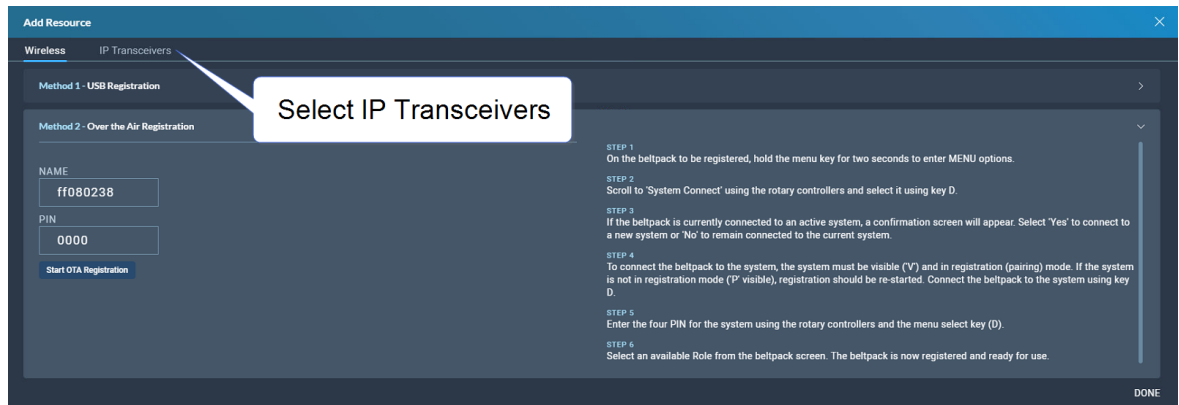 Add Resource
Wireless IP Transceivers
Method 1 - USB Registration
Select IP Transceivers
Method 2 - Over the Air Registration
NAME
ff080238
PIN
0000
Start OTA Registration
STEP 1
On the beltpack to be registered, hold the menu key for two seconds to enter MENU options.
STEP 2
Scroll to 'System Connect' using the rotary controllers and select it using key D.
STEP 3
If the beltpack is currently connected to an active system, a confirmation screen will appear. Select 'Yes' to connect to
a new system or 'No' to remain connected to the current system.
STEP 4
To connect the beltpack to the system, the system must be visible ('V') and in registration (pairing) mode. If the system
is not in registration mode ('P' visible), registration should be re-started. Connect the beltpack to the system using key
D.
STEP 5
Enter the four PIN for the system using the rotary controllers and the menu select key (D).
STEP 6
Select an available Role from the beltpack screen. The beltpack is now registered and ready for use.
DONE